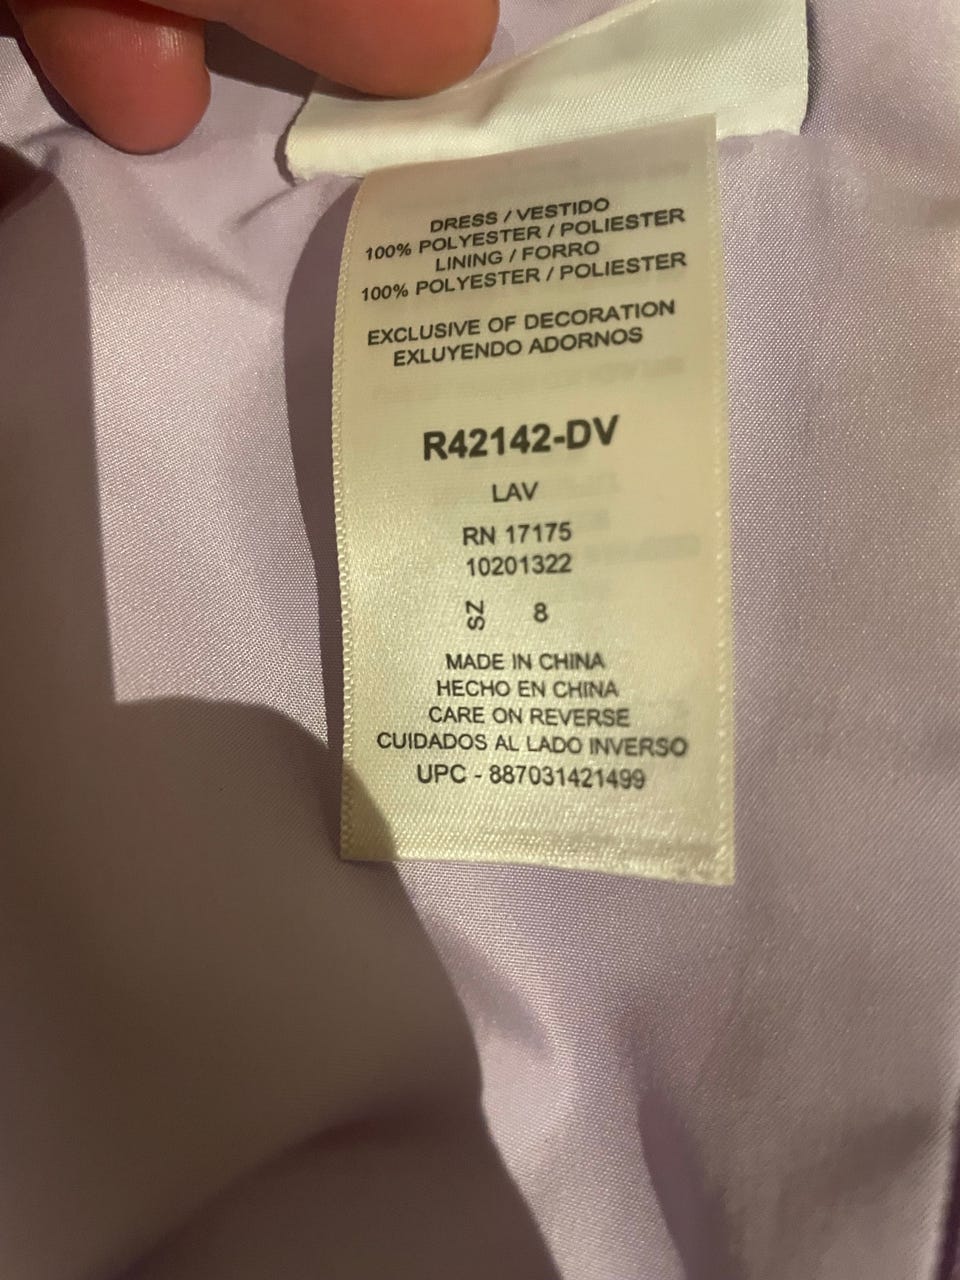 DRESS / VESTIDO
100% POLYESTER / POLIESTER
LINING / FORRO
100% POLYESTER / POLIESTER
EXCLUSIVE OF DECORATION
EXLUYENDO ADORNOS
R42142-DV
LAV
RN 17175
10201322
SZ 8
MADE IN CHINA
HECHO EN CHINA
CARE ON REVERSE
CUIDADOS AL LADO INVERSO
UPC - 887031421499